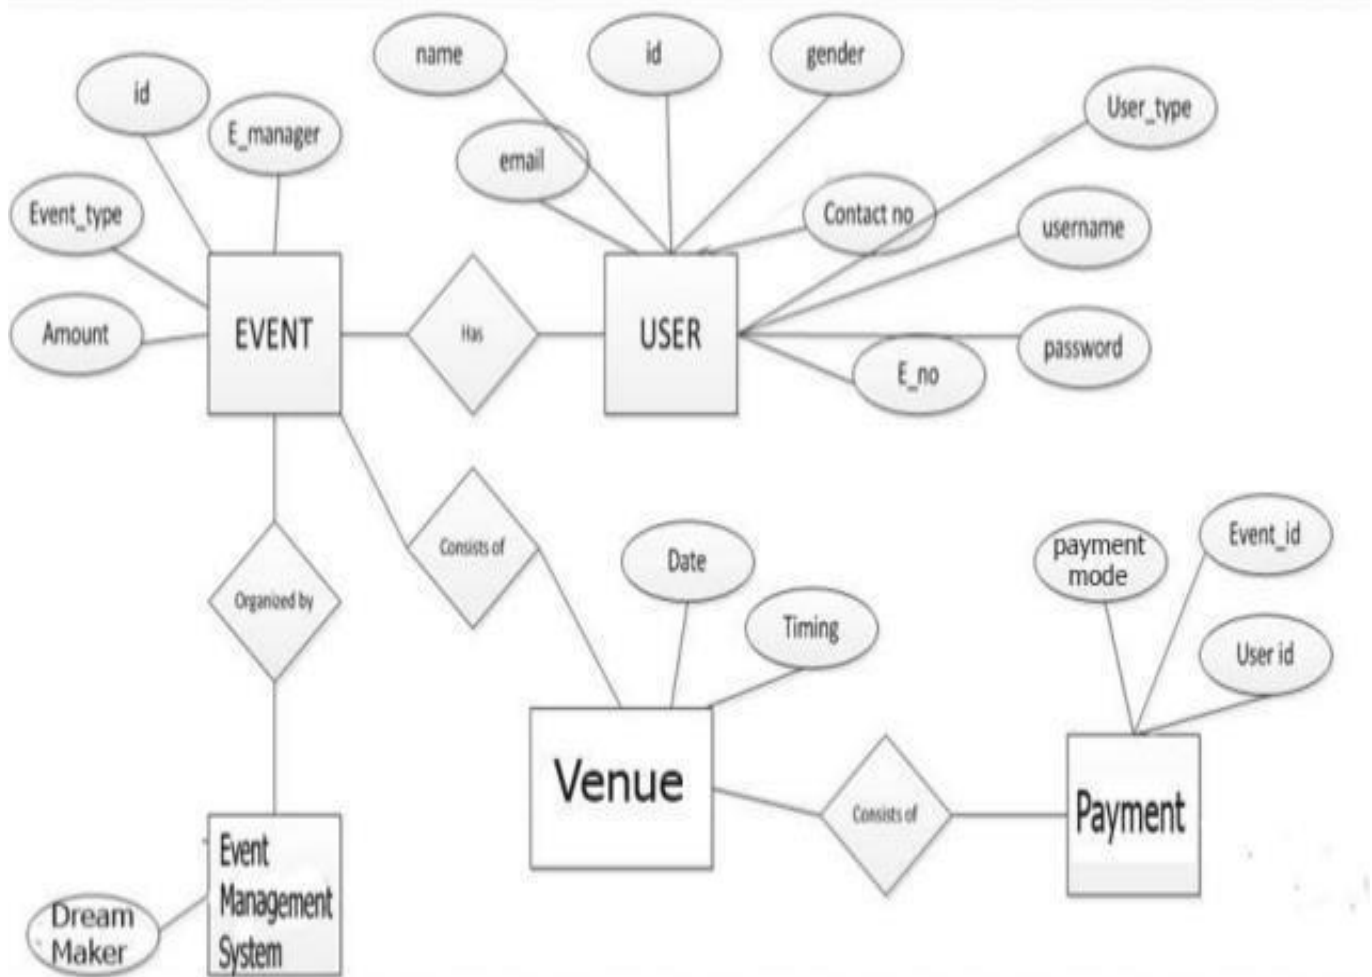 name
id
gender
id
E_manager
User_type
email
Event_type
Contact no
username
Amount
EVENT
Has
USER
password
E_no
Consists of
Date
payment
mode
Event_id
Organized by
Timing
User id
Venue
Consists of
Payment
Event
Management
System
Dream
Maker